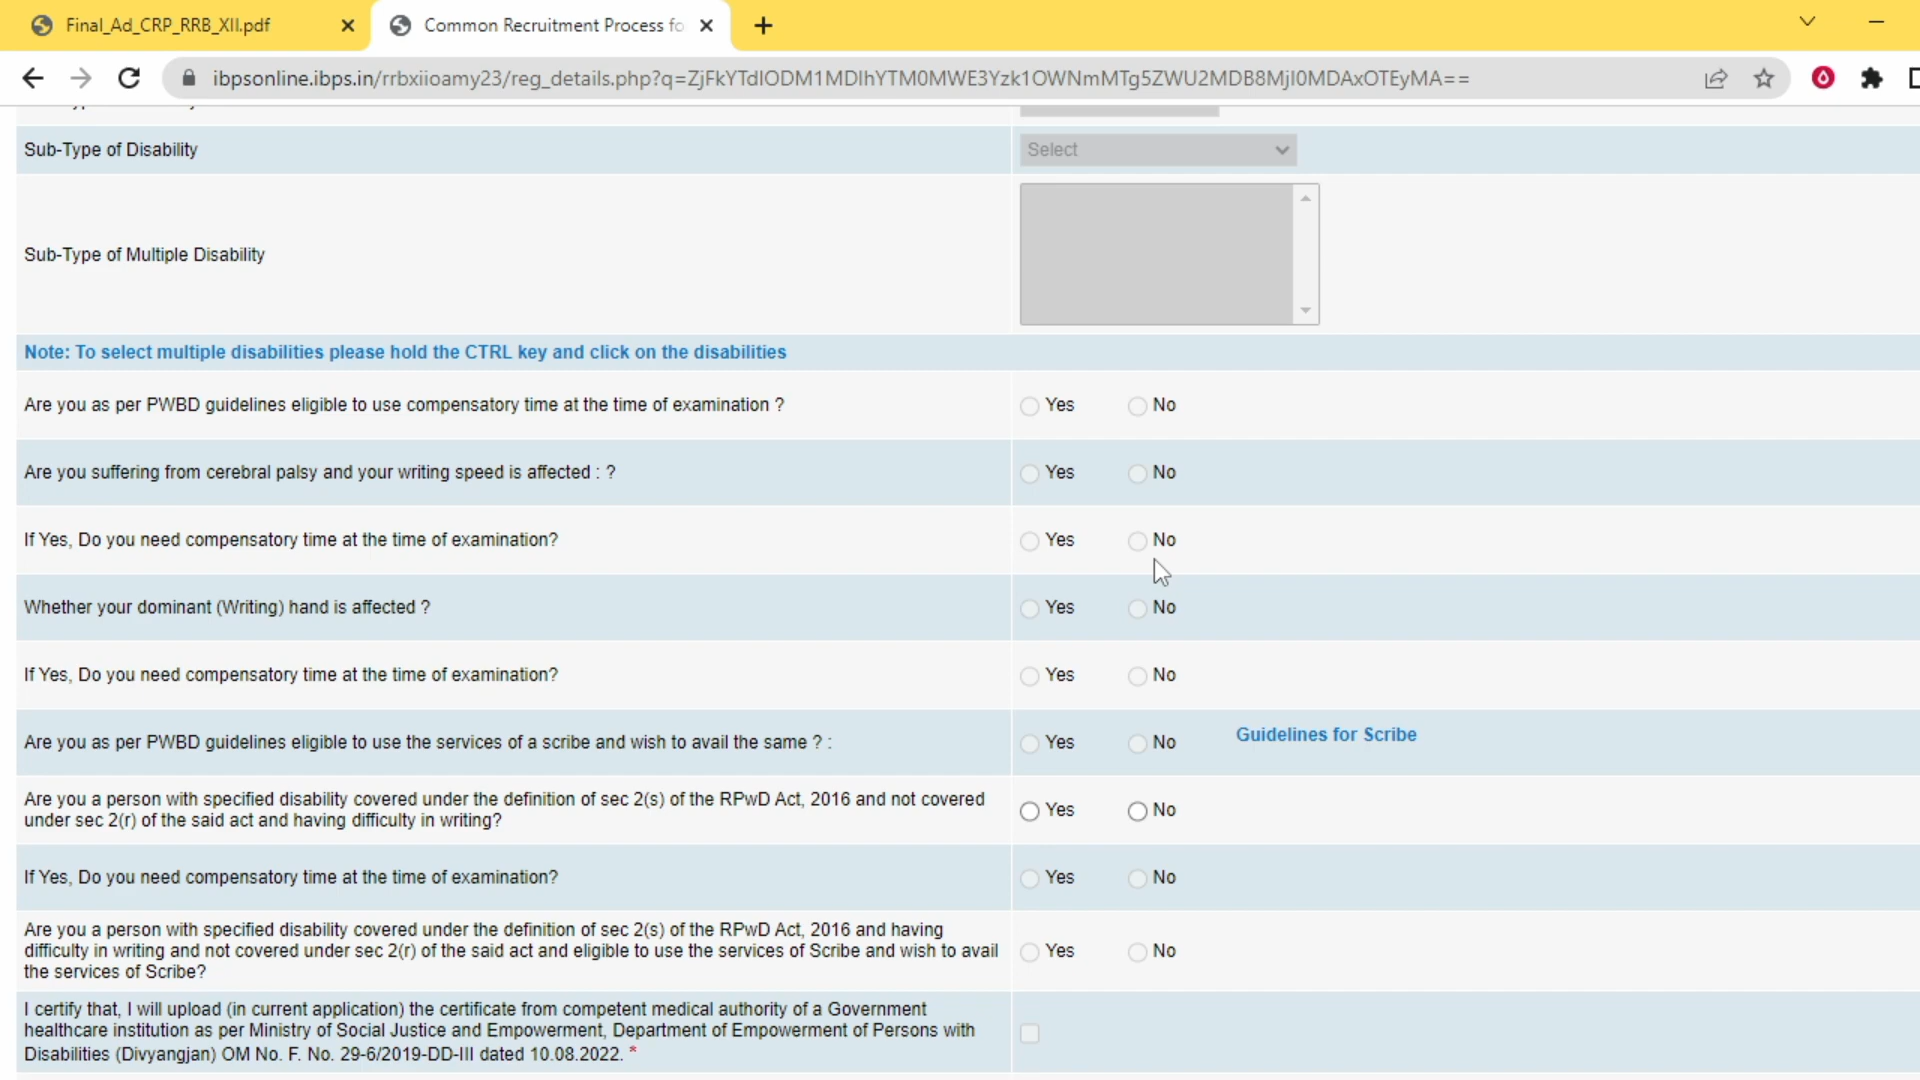 Final_Ad_CRP_RRB_XII.pdf
Common Recruitment Process fo
ibpsonline.ibps.in/rrbxiioamy23/reg_details.php?q=ZjFkYTdlODM1MDlhYTM0MWE3Yzk1OWNmMTg5ZWU2MDB8MjI0MDAxOTEyMA==
Sub-Type of Disability
Select
Sub-Type of Multiple Disability
Note: To select multiple disabilities please hold the CTRL key and click on the disabilities
Are you as per PWBD guidelines eligible to use compensatory time at the time of examination ?
Yes No
Are you suffering from cerebral palsy and your writing speed is affected : ?
Yes No
If Yes, Do you need compensatory time at the time of examination?
Yes No
Whether your dominant (Writing) hand is affected ?
Yes No
If Yes, Do you need compensatory time at the time of examination?
Yes No
Are you as per PWBD guidelines eligible to use the services of a scribe and wish to avail the same ? :
Yes No Guidelines for Scribe
Are you a person with specified disability covered under the definition of sec 2(s) of the RPwD Act, 2016 and not covered
under sec 2(r) of the said act and having difficulty in writing?
Yes No
If Yes, Do you need compensatory time at the time of examination?
Yes No
Are you a person with specified disability covered under the definition of sec 2(s) of the RPwD Act, 2016 and having
difficulty in writing and not covered under sec 2(r) of the said act and eligible to use the services of Scribe and wish to avail
the services of Scribe?
Yes No
I certify that, I will upload (in current application) the certificate from competent medical authority of a Government
healthcare institution as per Ministry of Social Justice and Empowerment, Department of Empowerment of Persons with
Disabilities (Divyangjan) OM No. F. No. 29-6/2019-DD-III dated 10.08.2022. *